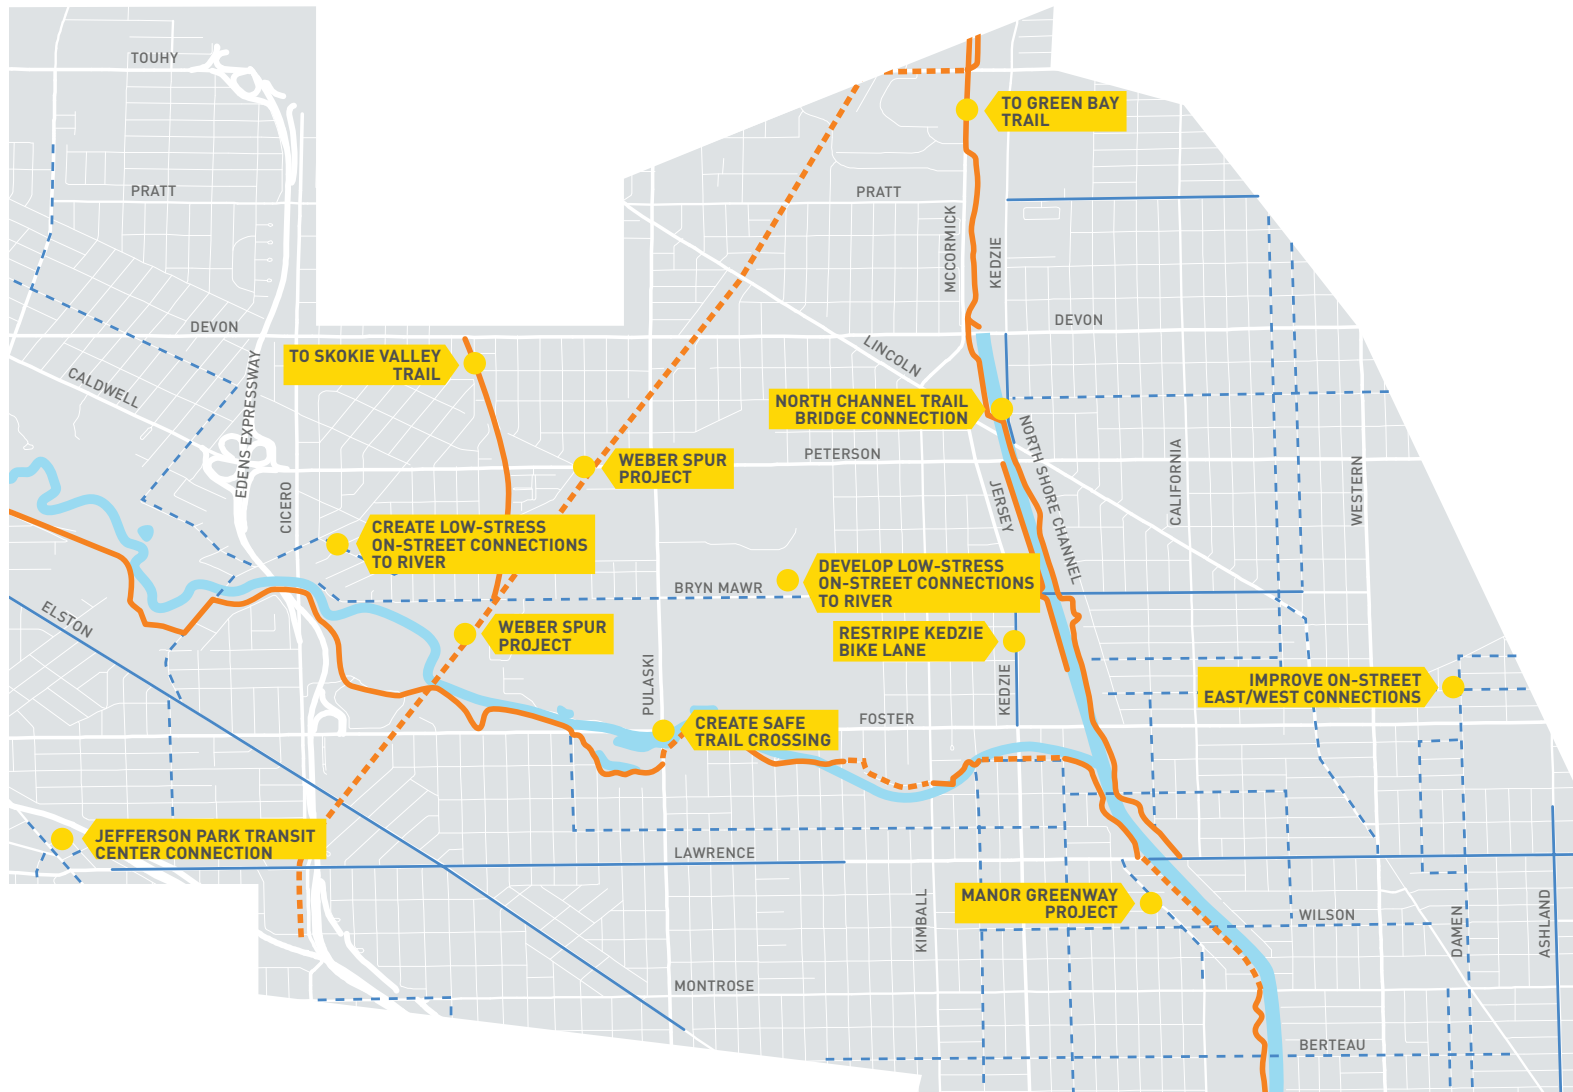 TOUHY
TO GREEN BAY
TRAIL
PRATT
PRATT
MCCORMICK
KEDZIE
DEVON
DEVON
LINCOLN
TO SKOKIE VALLEY
TRAIL
CALDWELL
EDENS EXPRESSWAY
NORTH CHANNEL TRAIL
BRIDGE CONNECTION
NORTH SHORE CHANNEL
PETERSON
WEBER SPUR
PROJECT
CICERO
JERSEY
CALIFORNIA
WESTERN
CREATE LOW-STRESS
ON-STREET CONNECTIONS
TO RIVER
DEVELOP LOW-STRESS
ON-STREET CONNECTIONS
TO RIVER
BRYN MAWR
ELSTON
WEBER SPUR
PROJECT
RESTRIPE KEDZIE
BIKE LANE
PULASKI
KEDZIE
IMPROVE ON-STREET
EAST/WEST CONNECTIONS
CREATE SAFE
TRAIL CROSSING
FOSTER
JEFFERSON PARK TRANSIT
CENTER CONNECTION
LAWRENCE
MANOR GREENWAY
PROJECT
KIMBALL
WILSON
DAMEN
ASHLAND
MONTROSE
BERTEAU